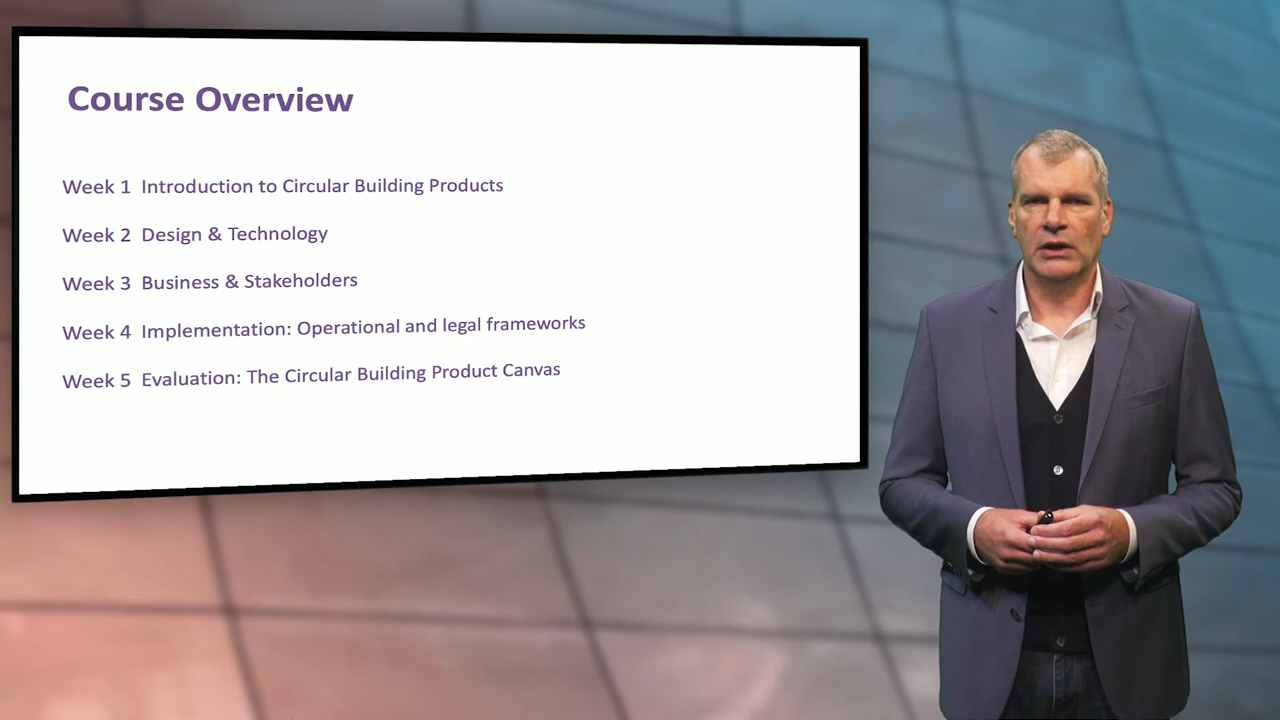 Course Overview
Week 1 Introduction to Circular Building Products
Week 2 Design & Technology
Week 3 Business & Stakeholders
Week 4 Implementation: Operational and legal frameworks
Week 5 Evaluation: The Circular Building Product Canvas